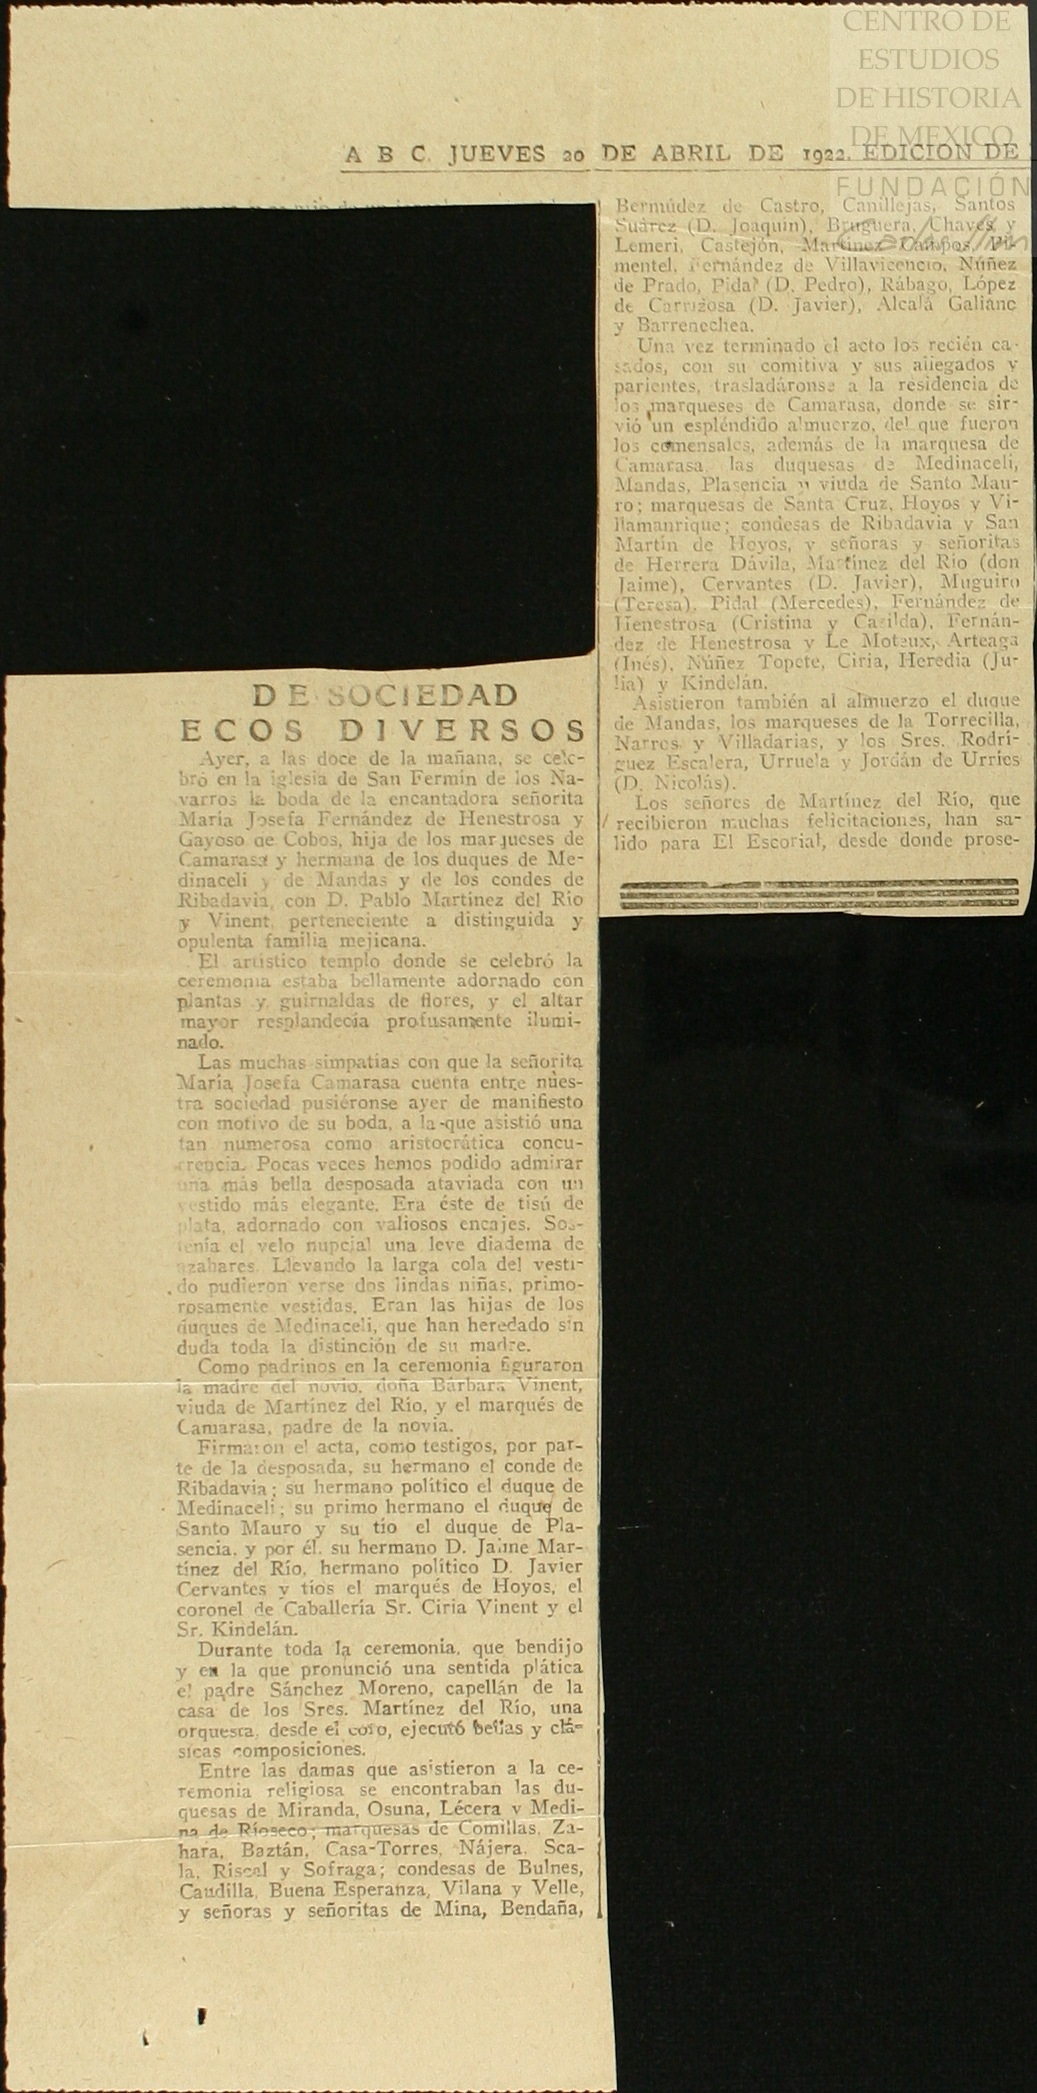 CENTRO DE
ESTUDIOS
DE HISTORIA
DE MEXICO
FUNDACIÓN
A B C. JUEVES 20 DE ABRIL DE 1922. EDICION DE
DE SOCIEDAD
ECOS DIVERSOS
Ayer, a las doce de la mañana, se cele-
bró en la iglesia de San Fermín de los Na-
varros la boda de la encantadora señorita
María Josefa Fernández de Henestrosa y
Gayoso de Cobos, hija de los marqueses de
Camarasa y hermana de los duques de Me-
dinaceli y de Mandas y de los condes de
Ribadavia, con D. Pablo Martínez del Río
y Vinent, perteneciente a distinguida y
opulenta familia mejicana.
El artístico templo donde se celebró la
ceremonia estaba bellamente adornado con
plantas y guirnaldas de flores, y el altar
mayor resplandecía profusamente ilumi-
nado.
Las muchas simpatías con que la señorita
María Josefa Camarasa cuenta entre nues-
tra sociedad pusiéronse ayer de manifiesto
con motivo de su boda, a la que asistió una
tan numerosa como aristocrática concu-
rrencia. Pocas veces hemos podido admirar
una más bella desposada ataviada con un
vestido más elegante. Era éste de tisú de
plata, adornado con valiosos encajes. Sos-
tenía el velo nupcial una leve diadema de
azahares. Llevando la larga cola del vesti-
do pudieron verse dos lindas niñas, primo-
rosamente vestidas. Eran las hijas de los
duques de Medinaceli, que han heredado sin
duda toda la distinción de su madre.
Como padrinos en la ceremonia figuraron
la madre del novio, doña Bárbara Vinent,
viuda de Martínez del Río, y el marqués de
Camarasa, padre de la novia.
Firmaron el acta, como testigos, por par-
te de la desposada, su hermano el conde de
Ribadavia; su hermano político el duque de
Medinaceli; su primo hermano el duque de
Santo Mauro y su tío el duque de Pla-
sencia, y por él, su hermano D. Jaime Mar-
tínez del Río, hermano político D. Javier
Cervantes y tíos el marqués de Hoyos, el
coronel de Caballería Sr. Ciria Vinent y el
Sr. Kindelán.
Durante toda la ceremonia, que bendijo
y en la que pronunció una sentida plática
el padre Sánchez Moreno, capellán de la
casa de los Sres. Martínez del Río, una
orquesta, desde el coro, ejecutó bellas y clá-
sicas composiciones.
Entre las damas que asistieron a la ce-
remonia religiosa se encontraban las du-
quesas de Miranda, Osuna, Lécera y Medi-
na de Ríoseco; marquesas de Comillas, Za-
hara, Baztán, Casa-Torres, Nájera, Sca-
la, Riscal y Sofraga; condesas de Bulnes,
Caudilla, Buena Esperanza, Vilana y Velle,
y señoras y señoritas de Mina, Bendaña,
Bermúdez de Castro, Canillejas, Santos
Suárez (D. Joaquín), Bruguera, Chaves y
Lemeri, Castejón, Martínez Campos, Pi-
mentel, Fernández de Villavicencio, Núñez
de Prado, Pidal (D. Pedro), Rábago, López
de Carrizosa (D. Javier), Alcalá Galiano
y Barrenechea.
Una vez terminado el acto los recién ca-
sados, con su comitiva y sus allegados y
parientes, trasladáronse a la residencia de
los marqueses de Camarasa, donde se sir-
vió un espléndido almuerzo, del que fueron
los comensales, además de la marquesa de
Camarasa, las duquesas de Medinaceli,
Mandas, Plasencia y viuda de Santo Mau-
ro; marquesas de Santa Cruz, Hoyos y Vi-
llamanrique; condesas de Ribadavia y San
Martín de Hoyos, y señoras y señoritas
de Herrera Dávila, Martínez del Río (don
Jaime), Cervantes (D. Javier), Muguiro
(Teresa), Pidal (Mercedes), Fernández de
Henestrosa (Cristina y Casilda), Fernán-
dez de Henestrosa y Le Moteux, Arteaga
(Inés), Núñez Topete, Ciria, Heredia (Ju-
lia) y Kindelán.
Asistieron también al almuerzo el duque
de Mandas, los marqueses de la Torrecilla,
Narros y Villadarias, y los Sres. Rodrí-
guez Escalera, Urruela y Jordán de Urríes
(D. Nicolás).
Los señores de Martínez del Río, que
recibieron muchas felicitaciones, han sa-
lido para El Escorial, desde donde prose-